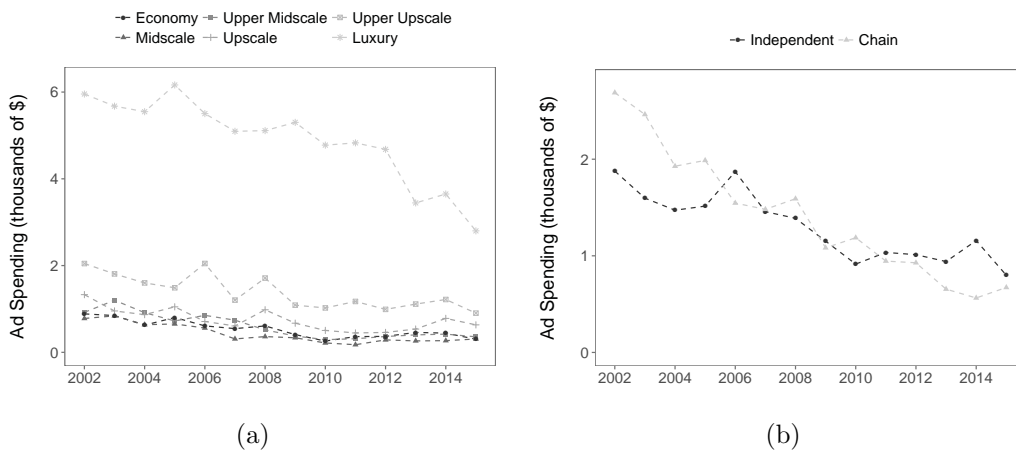 Economy Upper Midscale Upper Upscale
Midscale Upscale Luxury
Ad Spending (thousands of $)
6
4
2
0
2002 2004 2006 2008 2010 2012 2014
(a)
Independent Chain
Ad Spending (thousands of $)
2
1
0
2002 2004 2006 2008 2010 2012 2014
(b)